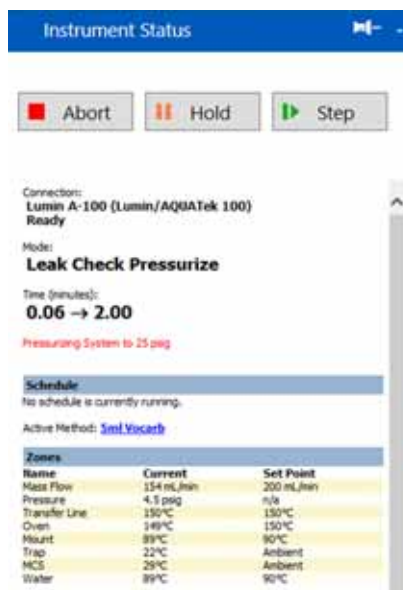 Instrument Status
Abort Hold Step
Connection:
Lumin A-100 (Lumin/AQUATek 100)
Ready
Mode:
Leak Check Pressurize
Time (minutes):
0.06 → 2.00
Pressurizing System to 25 psig
Schedule
No schedule is currently running.
Active Method: 5ml Vocarb
Zones
Name Current Set Point
Mass Flow 154 mL/min 200 mL/min
Pressure 4.5 psig n/a
Transfer Line 150°C 150°C
Oven 149°C 150°C
Mount 89°C 90°C
Trap 22°C Ambient
MCS 29°C Ambient
Water 89°C 90°C